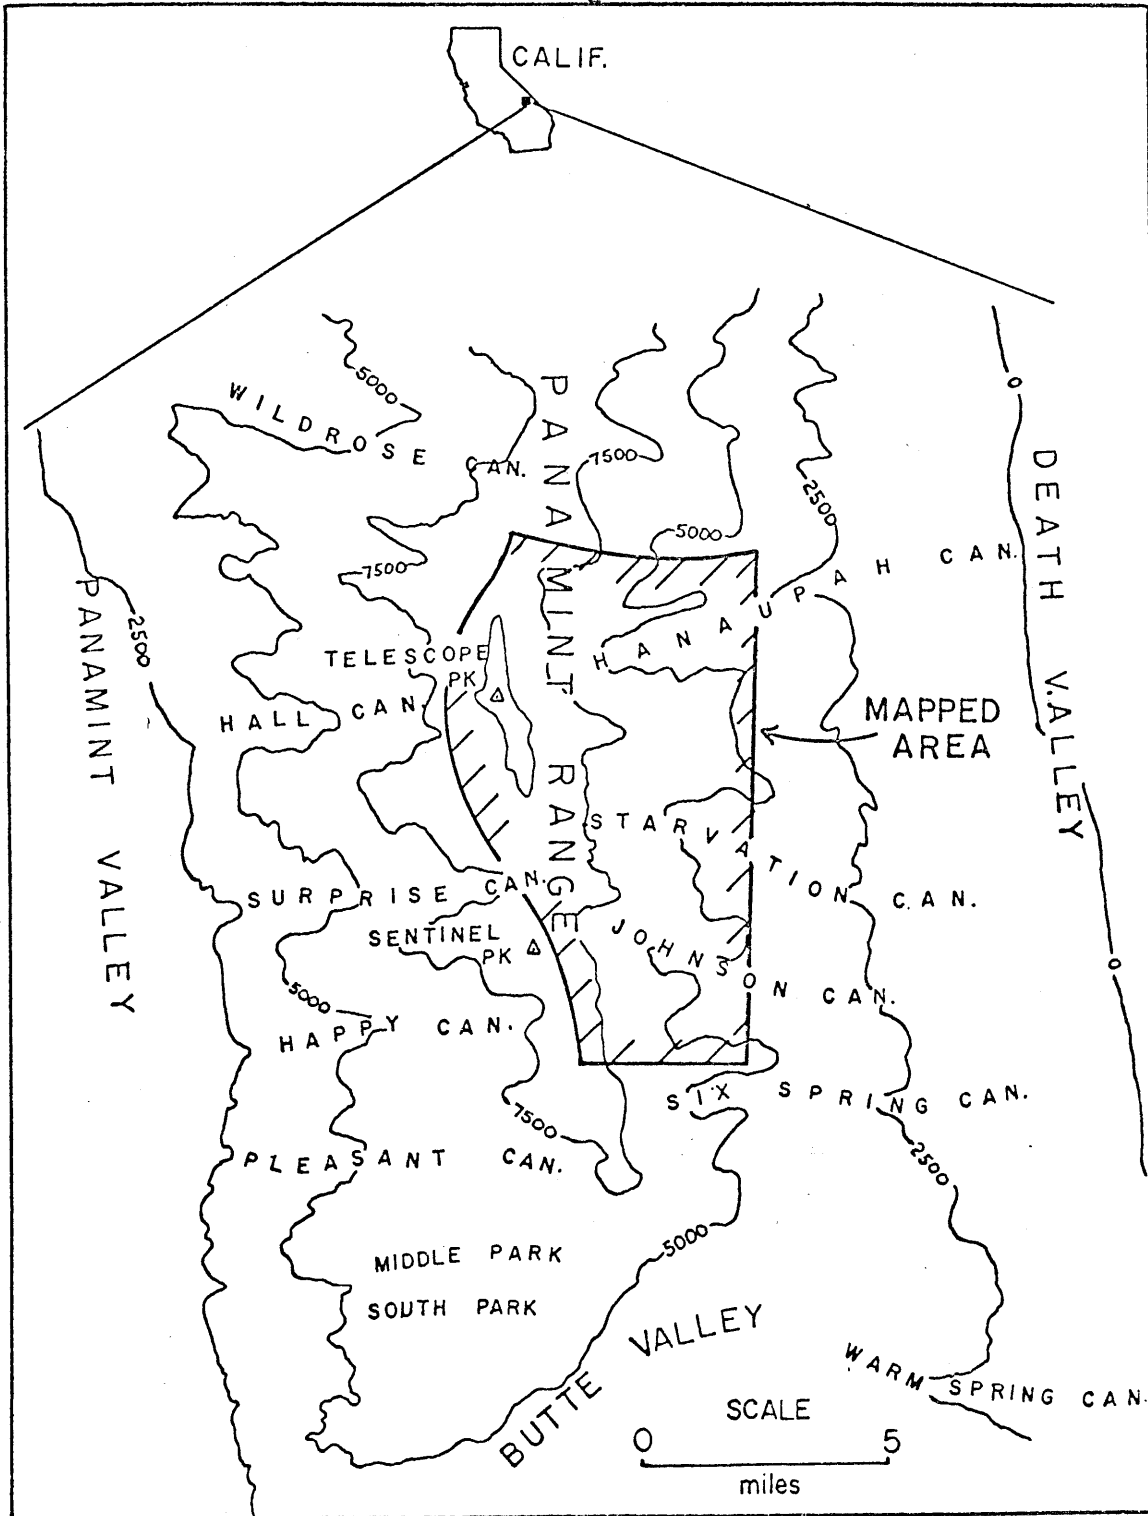 CALIF.
5000
WILDROSE CAN.
PANAMINT RANGE
7500
2500
0
DEATH VALLEY
5000
HANAUPAH CAN.
7500
PANAMINT VALLEY
2500
TELESCOPE
PK
HALL CAN.
MAPPED
AREA
STARVATION CAN.
SURPRISE CAN.
SENTINEL
PK
JOHNSON CAN.
0
5000
HAPPY CAN.
SIX SPRING CAN.
7500
PLEASANT CAN.
2500
5000
MIDDLE PARK
SOUTH PARK
BUTTE VALLEY
WARM SPRING CAN.
SCALE
0 5
miles